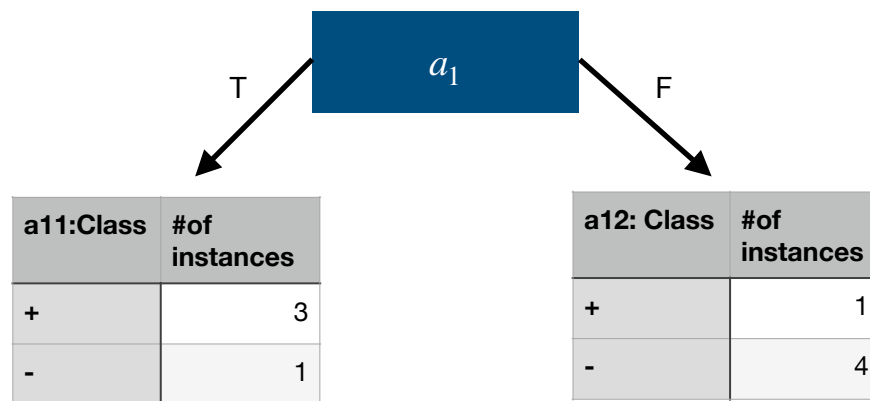 a₁
T F
a11:Class #of instances
+ 3
- 1
a12: Class #of instances
+ 1
- 4